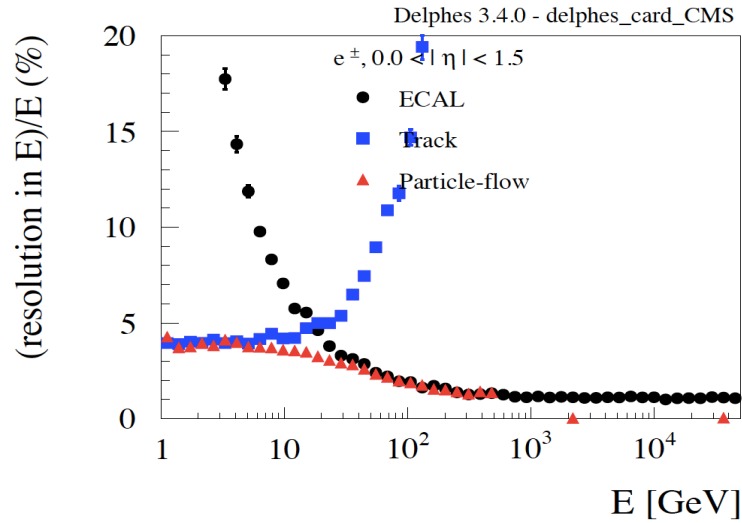 Delphes 3.4.0 - delphes_card_CMS
(resolution in E)/E (%)
20
15
10
5
0
e ±, 0.0 < | η | < 1.5
ECAL
Track
Particle-flow
1
10
10²
10³
10⁴
E [GeV]